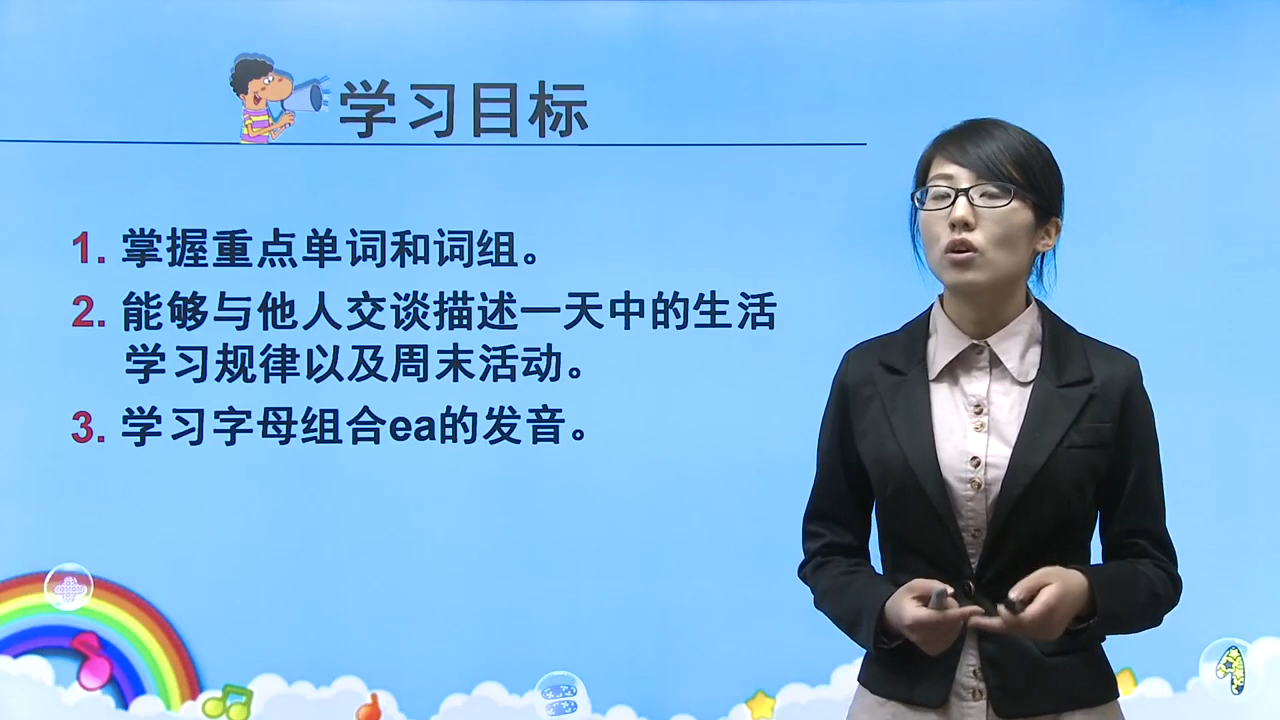 学习目标
1. 掌握重点单词和词组。
2. 能够与他人交谈描述一天中的生活
学习规律以及周末活动。
3. 学习字母组合ea的发音。